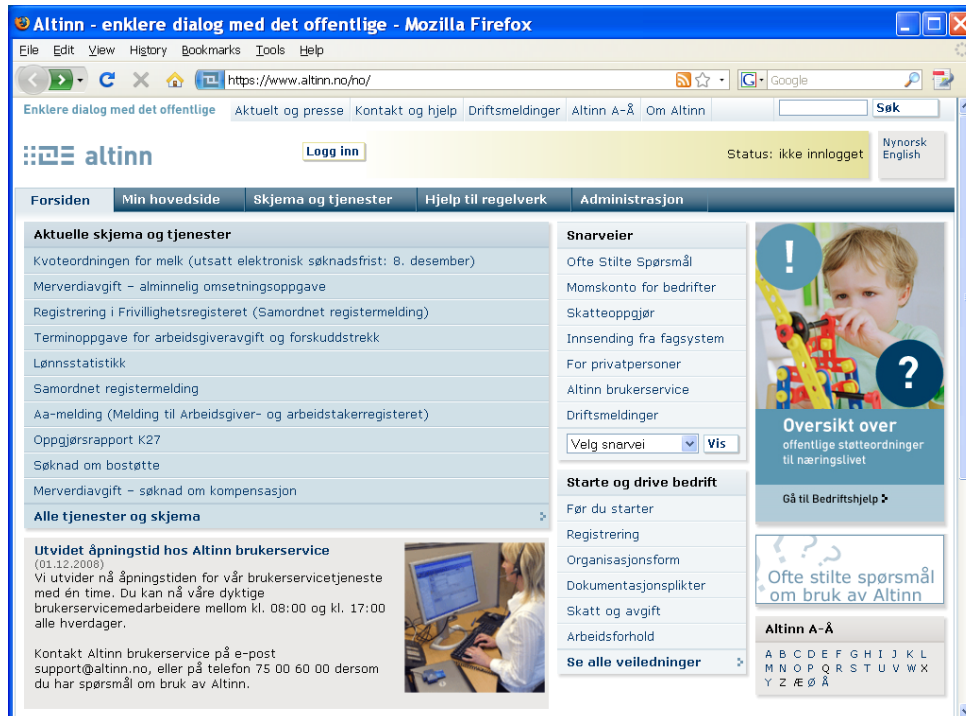 Altinn - enklere dialog med det offentlige - Mozilla Firefox
File Edit View History Bookmarks Tools Help
https://www.altinn.no/no/
G Google
Enklere dialog med det offentlige Aktuelt og presse Kontakt og hjelp Driftsmeldinger Altinn A-Å Om Altinn Søk
altinn
Logg inn
Status: ikke innlogget
Nynorsk
English
Forsiden Min hovedside Skjema og tjenester Hjelp til regelverk Administrasjon
Aktuelle skjema og tjenester
Kvoteordningen for melk (utsatt elektronisk søknadsfrist: 8. desember)
Merverdiavgift - alminnelig omsetningsoppgave
Registrering i Frivillighetsregisteret (Samordnet registermelding)
Terminoppgave for arbeidsgiveravgift og forskuddstrekk
Lønnsstatistikk
Samordnet registermelding
Aa-melding (Melding til Arbeidsgiver- og arbeidstakerregisteret)
Oppgjørsrapport K27
Søknad om bostøtte
Merverdiavgift - søknad om kompensasjon
Alle tjenester og skjema
Utvidet åpningstid hos Altinn brukerservice
(01.12.2008)
Vi utvider nå åpningstiden for vår brukerservicetjeneste
med én time. Du kan nå våre dyktige
brukerservicemedarbeidere mellom kl. 08:00 og kl. 17:00
alle hverdager.
Kontakt Altinn brukerservice på e-post
support@altinn.no, eller på telefon 75 00 60 00 dersom
du har spørsmål om bruk av Altinn.
Snarveier
Ofte Stilte Spørsmål
Momskonto for bedrifter
Skatteoppgjør
Innsending fra fagsystem
For privatpersoner
Altinn brukerservice
Driftsmeldinger
Velg snarvei Vis
Starte og drive bedrift
Før du starter
Registrering
Organisasjonsform
Dokumentasjonsplikter
Skatt og avgift
Arbeidsforhold
Se alle veiledninger
!
?
Oversikt over
offentlige støtteordninger
til næringslivet
Gå til Bedriftshjelp
? ? ?
Ofte stilte spørsmål
om bruk av Altinn
Altinn A-Å
A B C D E F G H I J K L
M N O P Q R S T U V W X
Y Z Æ Ø Å